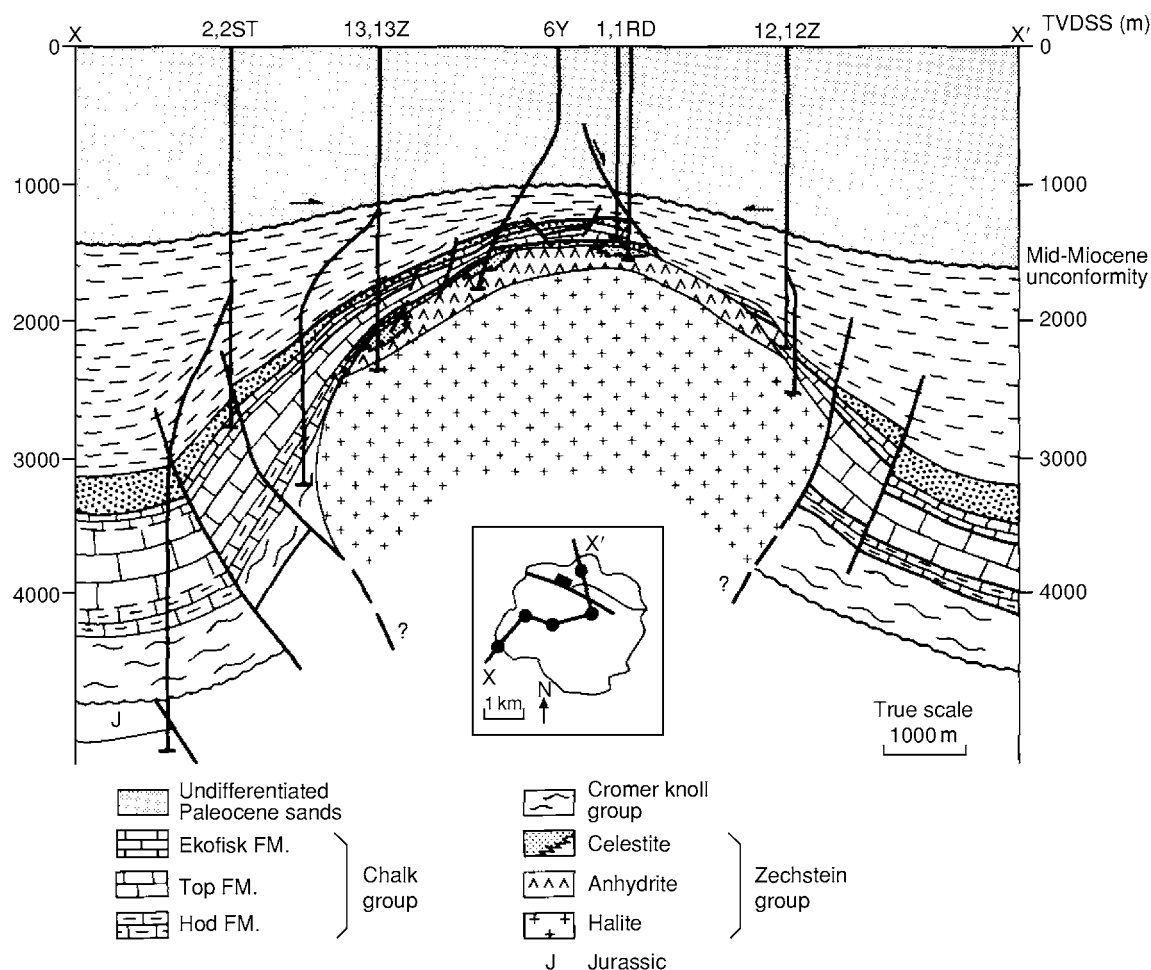 X 2,2ST 13,13Z 6Y 1,1RD 12,12Z X' TVDSS (m)
0 0
1000 1000
Mid-Miocene
unconformity
2000 2000
3000 3000
4000 4000
? ?
X'
X
N
1 km
J
True scale
1000 m
Undifferentiated
Paleocene sands
Ekofisk FM.
Top FM.
Hod FM.
Chalk
group
Cromer knoll
group
Celestite
Anhydrite
Halite
Zechstein
group
J Jurassic